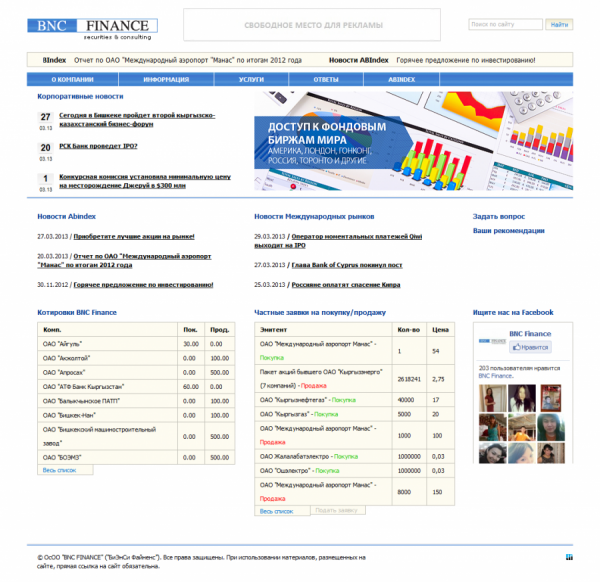 BNC FINANCE
securities & consulting
СВОБОДНОЕ МЕСТО ДЛЯ РЕКЛАМЫ
Поиск по сайту
Найти
BIndex Отчет по ОАО "Международный аэропорт "Манас" по итогам 2012 года
Новости ABIndex Горячее предложение по инвестированию!
О КОМПАНИИ ИНФОРМАЦИЯ УСЛУГИ ОТВЕТЫ ABINDEX
Корпоративные новости
27
03.13
Сегодня в Бишкеке пройдет второй кыргызско-
казахстанский бизнес-форум
20
03.13
РСК Банк проведет IPO?
1
03.13
Конкурсная комиссия установила минимальную цену
на месторождение Джеруй в $300 млн
ДОСТУП К ФОНДОВЫМ
БИРЖАМ МИРА
АМЕРИКА, ЛОНДОН, ГОНКОНГ,
РОССИЯ, ТОРОНТО И ДРУГИЕ
Новости Abindex
27.03.2013 / Приобретите лучшие акции на рынке!
20.03.2013 / Отчет по ОАО "Международный аэропорт
"Манас" по итогам 2012 года
30.11.2012 / Горячее предложение по инвестированию!
Новости Международных рынков
29.03.2013 / Оператор моментальных платежей Qiwi
выходит на IPO
27.03.2013 / Глава Bank of Cyprus покинул пост
25.03.2013 / Россияне оплатят спасение Кипра
Задать вопрос
Ваши рекомендации
Котировки BNC Finance
Комп. Пок. Прод.
ОАО "Айгуль" 30.00 0.00
ОАО "Акжолтой" 0.00 100.00
ОАО "Апросах" 0.00 500.00
ОАО "АТФ Банк Кыргызстан" 60.00 0.00
ОАО "Балыкчынское ПАТП" 0.00 100.00
ОАО "Бишкек-Нан" 0.00 100.00
ОАО "Бишкекский машиностроительный
завод" 0.00 500.00
ОАО "БОЭМЗ" 0.00 500.00
Весь список
Частные заявки на покупку/продажу
Эмитент Кол-во Цена
ОАО "Международный аэропорт Манас" -
Покупка 1 54
Пакет акций бывшего ОАО "Кыргызэнерго"
(7 компаний) - Продажа 2618241 2,75
ОАО "Кыргызнефтегаз" - Покупка 40000 17
ОАО "Кыргызгаз" - Покупка 5000 20
ОАО "Международный аэропорт Манас" -
Продажа 1000 100
ОАО Жалалабатэлектро - Покупка 1000000 0,03
ОАО "Ошэлектро" - Покупка 1000000 0,03
ОАО "Международный аэропорт Манас" -
Продажа 8000 150
Весь список Подать заявку
Ищите нас на Facebook
BNC Finance
Нравится
203 пользователям нравится
BNC Finance.
© ОсОО "BNC FINANCE" ("БиЭнСи Файненс"). Все права защищены. При использовании материалов, размещенных на
сайте, прямая ссылка на сайт обязательна.